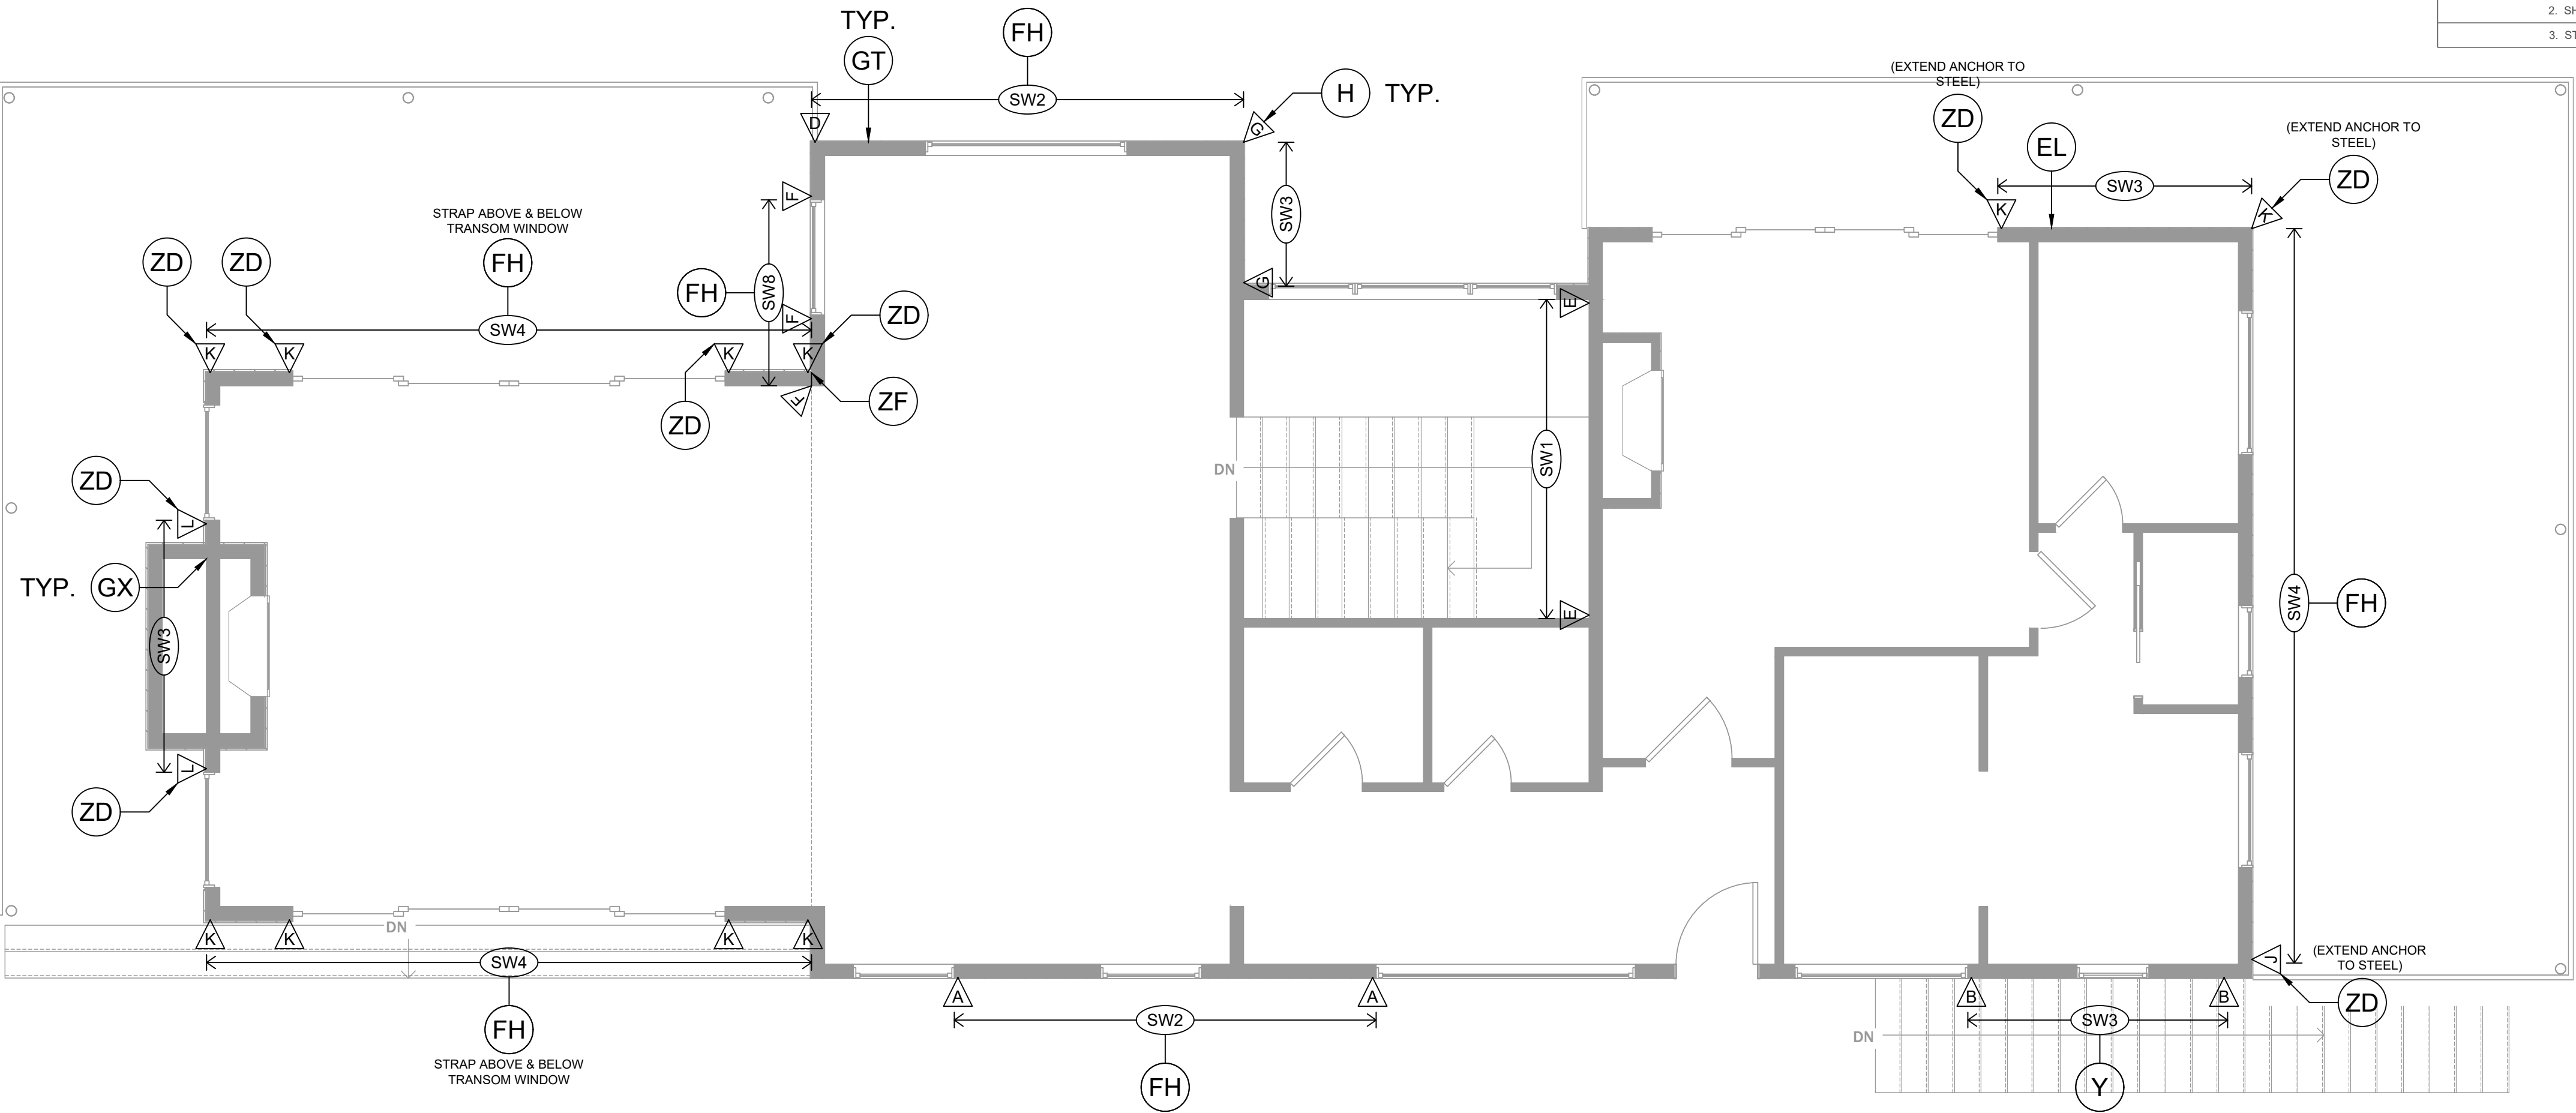 2. SH
3. ST
TYP.
GT
FH
SW2
H TYP.
D
G
(EXTEND ANCHOR TO
STEEL)
ZD
EL
SW3
K
K
(EXTEND ANCHOR TO
STEEL)
ZD
STRAP ABOVE & BELOW
TRANSOM WINDOW
FH
ZD
ZD
SW4
K
K
K
K
FH
SW8
F
F
F
ZD
ZF
ZD
SW3
G
E
SW1
E
DN
ZD
L
TYP. GX
SW3
L
ZD
SW4
FH
DN
K
K
K
K
SW4
FH
STRAP ABOVE & BELOW
TRANSOM WINDOW
A
A
SW2
FH
B
B
SW3
Y
DN
J
(EXTEND ANCHOR
TO STEEL)
ZD